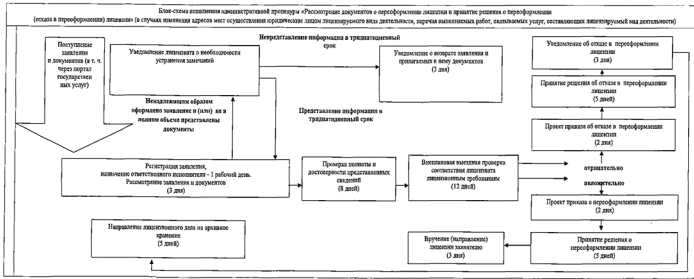 Блок-схема исполнения административной процедуры «Рассмотрение документов о переоформлении лицензии и принятие решения о переоформлении
(отказе в переоформлении) лицензии» (в случаях изменения адресов мест осуществления юридическим лицом лицензируемого вида деятельности, перечня выполняемых работ, оказываемых услуг, составляющих лицензируемый вид деятельности)
Поступление
заявления
и документов (в т. ч.
через портал
государствен
ных услуг)
Уведомление лицензиата о необходимости
устранения замечаний
Непредставление информации в тридцатидневный
срок
Уведомление о возврате заявления и
прилагаемых к нему документов
(3 дня)
Уведомление об отказе в переоформлении
лицензии
(3 дня)
Принятие решения об отказе в переоформлении
лицензии
(5 дней)
Ненадлежащим образом
оформлено заявление и (или) не в
полном объеме представлены
документы
Представление информации в
тридцатидневный срок
Проект приказа об отказе в переоформлении
лицензии
(2 дня)
Регистрация заявления,
назначение ответственного исполнителя - 1 рабочий день.
Рассмотрение заявления и документов
(3 дня)
Проверка полноты и
достоверности представленных
сведений
(8 дней)
Внеплановая выездная проверка
соответствия лицензиата
лицензионным требованиям
(12 дней)
отрицательно
положительно
Проект приказа о переоформлении лицензии
(2 дня)
Принятие решения о
переоформлении лицензии
(5 дней)
Вручение (направление)
лицензии заявителю
(3 дня)
Направление лицензионного дела на архивное
хранение
(5 дней)